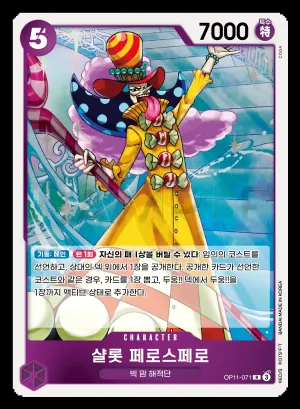 5
7000
특수
特
기동: 메인 턴 1회 자신의 패 1장을 버릴 수 있다: 임의의 코스트를
선언하고, 상대의 덱 위에서 1장을 공개한다. 공개한 카드가 선언한
코스트와 같은 경우, 카드를 1장 뽑고, 두웅!! 덱에서 두웅!!을
1장까지 액티브 상태로 추가한다.
CHARACTER
샬롯 페로스페로
빅 맘 해적단
OP11-071 R
3